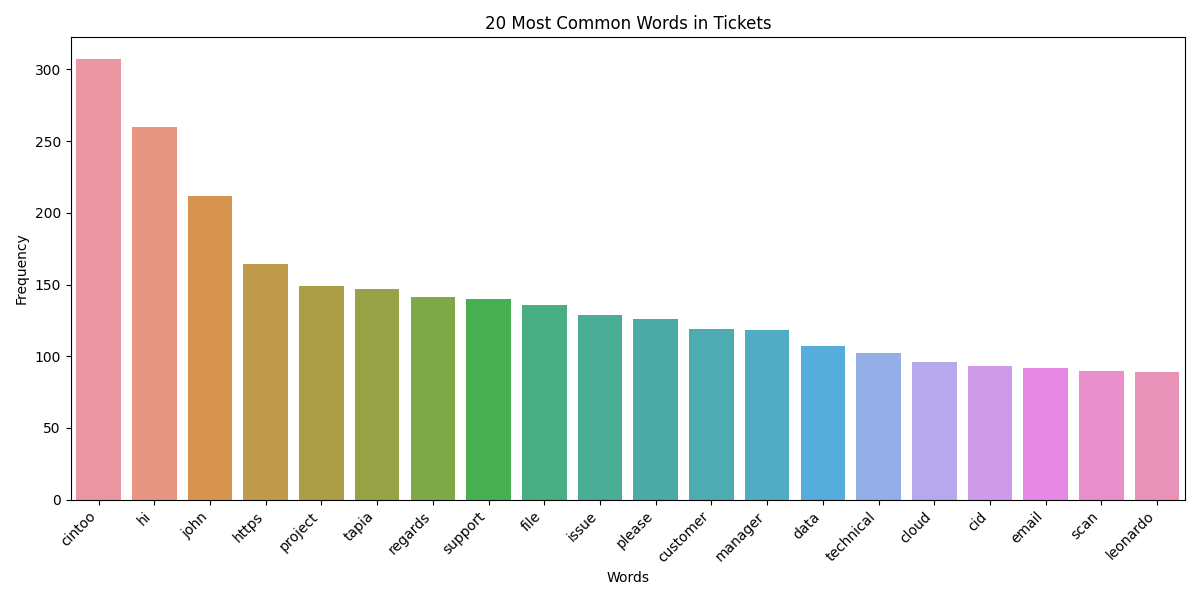 20 Most Common Words in Tickets
Frequency
300
250
200
150
100
50
0
cintoo
hi
john
https
project
tapia
regards
support
file
issue
please
customer
manager
data
technical
cloud
cid
email
scan
leonardo
Words